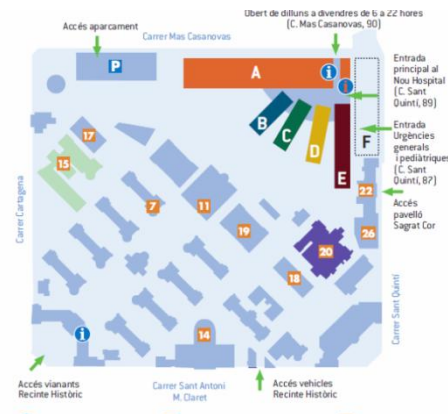 Obert de dilluns a divendres de 6 a 22 hores
(C. Mas Casanovas, 90)
Accés aparcament
Carrer Mas Casanovas
P
A
i
i
Entrada
principal al
Nou Hospital
(C. Sant
Quintí, 89)
B
C
D
E
F
Entrada
Urgències
generals
i pediàtriques
(C. Sant
Quintí, 87)
17
15
7
11
19
20
18
22
26
Accés
pavelló
Sagrat Cor
Carrer Cartagena
Carrer Sant Quintí
i
14
Accés vianants
Recinte Històric
Carrer Sant Antoni
M. Claret
Accés vehicles
Recinte Històric